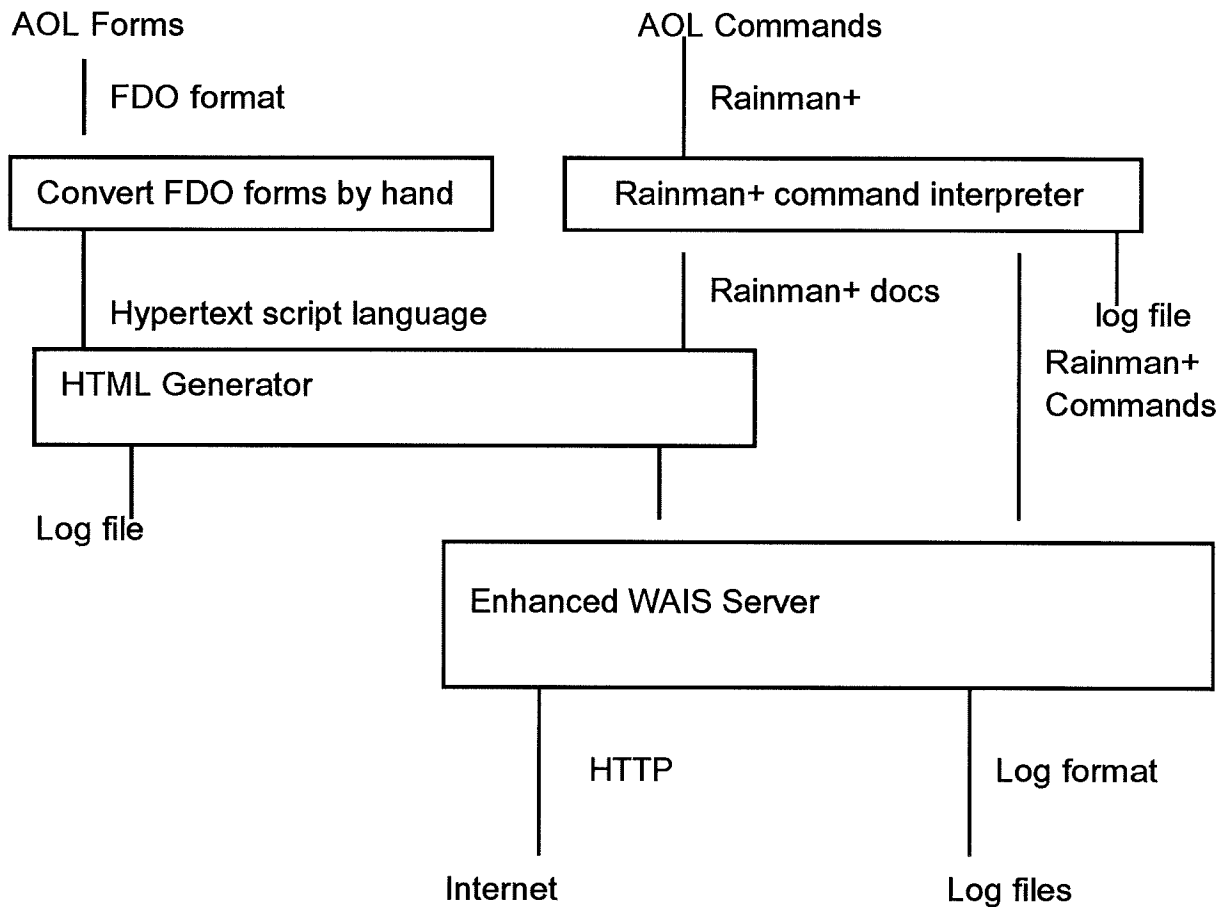 AOL Forms
AOL Commands
FDO format
Rainman+
Convert FDO forms by hand
Rainman+ command interpreter
Hypertext script language
Rainman+ docs
log file
Rainman+
Commands
HTML Generator
Log file
Enhanced WAIS Server
HTTP
Log format
Internet
Log files